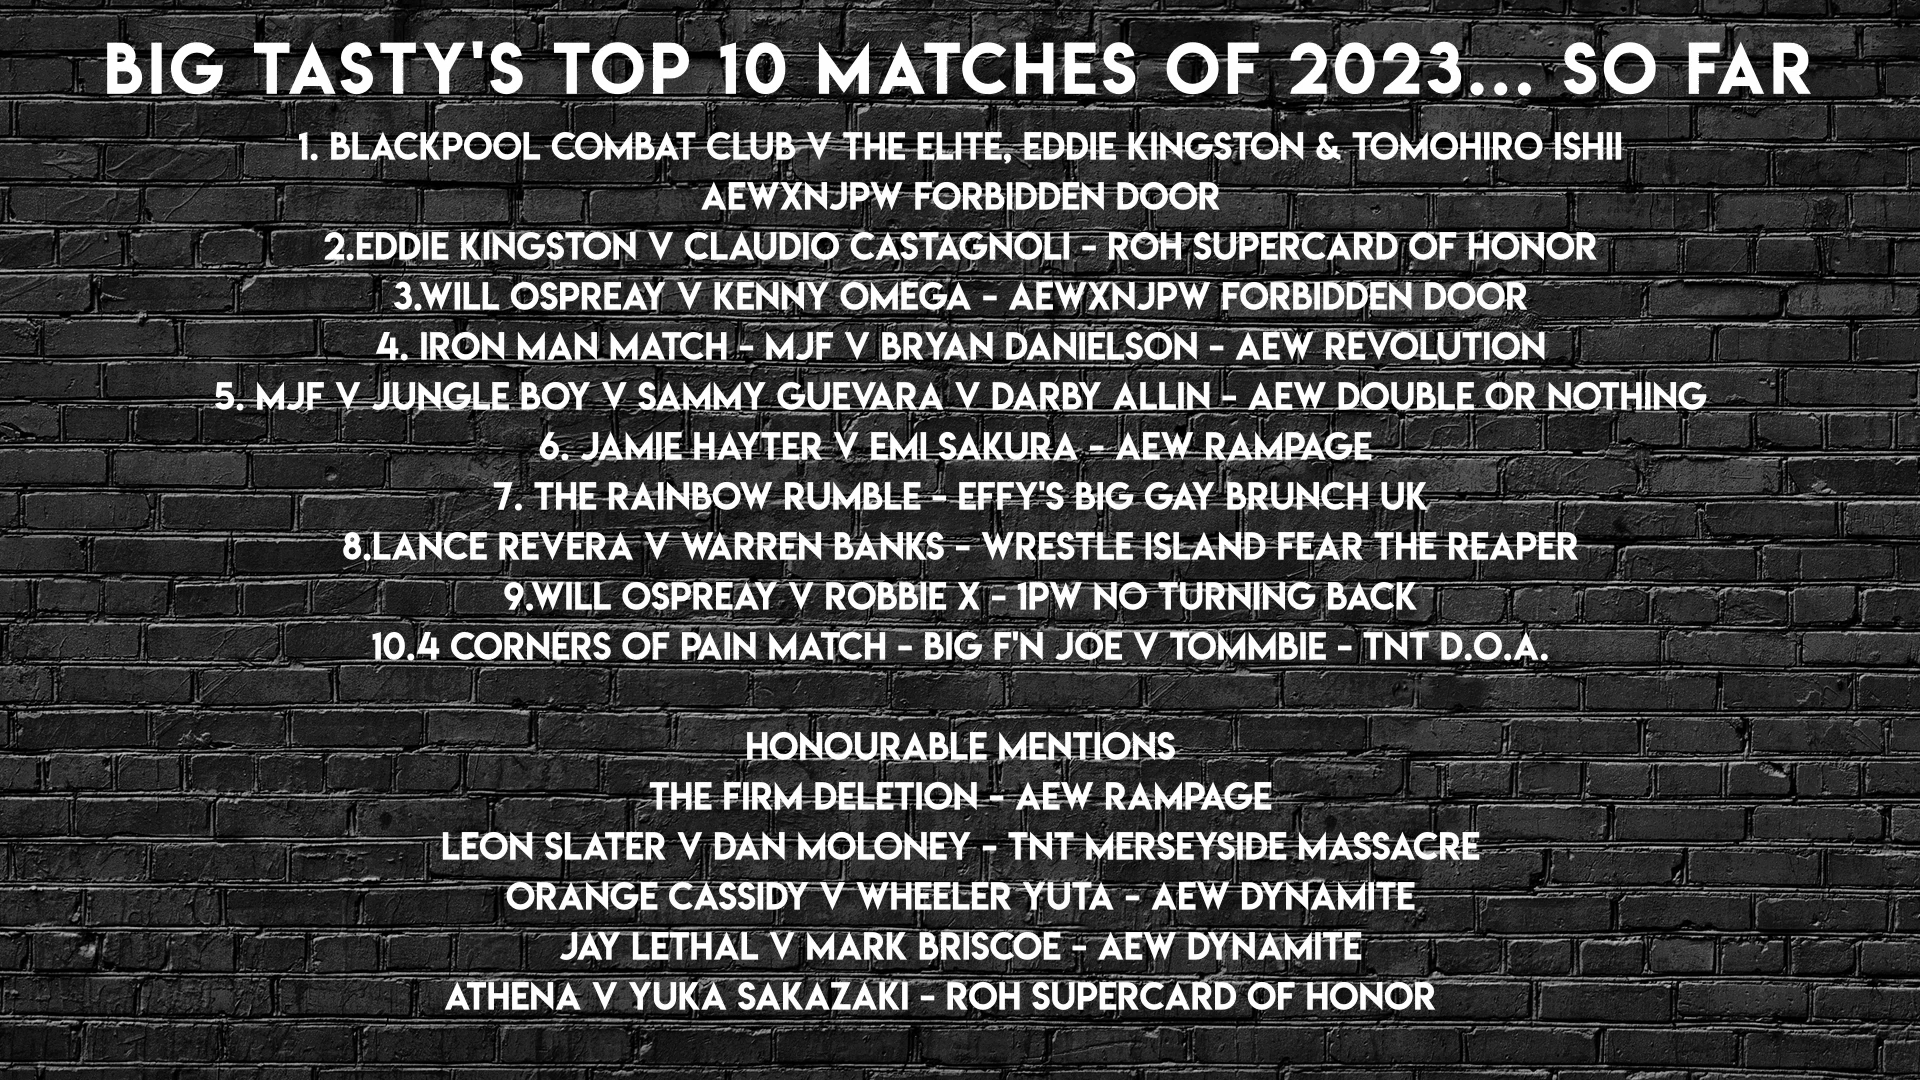 BIG TASTY'S TOP 10 MATCHES OF 2023... SO FAR
1. BLACKPOOL COMBAT CLUB V THE ELITE, EDDIE KINGSTON & TOMOHIRO ISHII
AEWXNJPW FORBIDDEN DOOR
2.EDDIE KINGSTON V CLAUDIO CASTAGNOLI - ROH SUPERCARD OF HONOR
3.WILL OSPREAY V KENNY OMEGA - AEWXNJPW FORBIDDEN DOOR
4. IRON MAN MATCH - MJF V BRYAN DANIELSON - AEW REVOLUTION
5. MJF V JUNGLE BOY V SAMMY GUEVARA V DARBY ALLIN - AEW DOUBLE OR NOTHING
6. JAMIE HAYTER V EMI SAKURA - AEW RAMPAGE
7. THE RAINBOW RUMBLE - EFFY'S BIG GAY BRUNCH UK
8.LANCE REVERA V WARREN BANKS - WRESTLE ISLAND FEAR THE REAPER
9.WILL OSPREAY V ROBBIE X - 1PW NO TURNING BACK
10.4 CORNERS OF PAIN MATCH - BIG F'N JOE V TOMMBIE - TNT D.O.A.
HONOURABLE MENTIONS
THE FIRM DELETION - AEW RAMPAGE
LEON SLATER V DAN MOLONEY - TNT MERSEYSIDE MASSACRE
ORANGE CASSIDY V WHEELER YUTA - AEW DYNAMITE
JAY LETHAL V MARK BRISCOE - AEW DYNAMITE
ATHENA V YUKA SAKAZAKI - ROH SUPERCARD OF HONOR